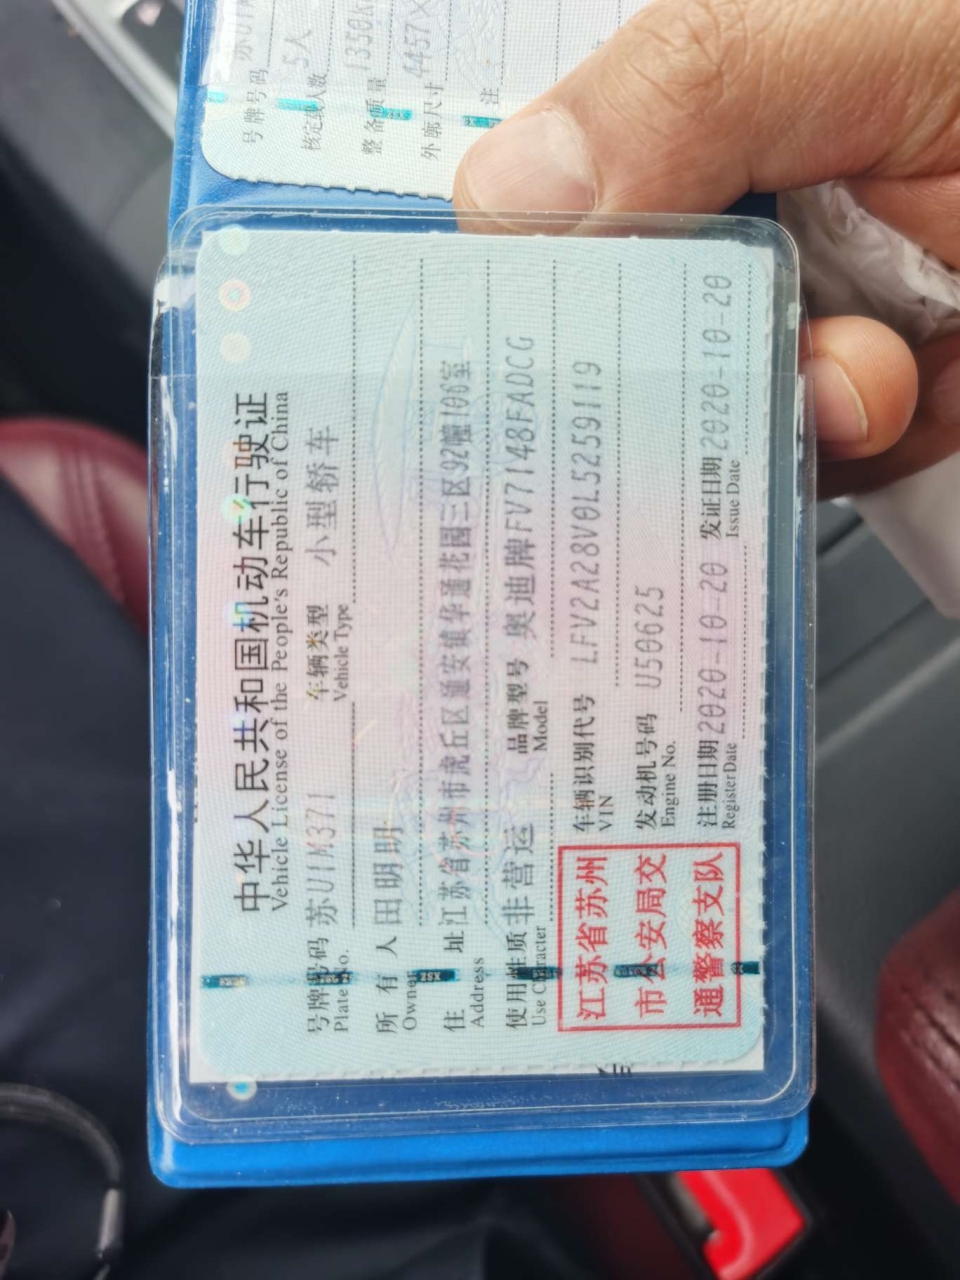 中华人民共和国机动车行驶证
Vehicle License of the People's Republic of China
号牌号码 苏U1M371 车辆类型 小型轿车
Plate No. Vehicle Type
所有人 田明明
Owner
住址 江苏省苏州市虎丘区通安镇华通花园三区92幢106室
Address
使用性质 非营运 品牌型号 奥迪牌FV7148FADCG
Use Character Model
车辆识别代号 LFV2A28V0L5259119
VIN
发动机号码 U50625
Engine No.
注册日期 2020-10-20 发证日期 2020-10-20
Register Date Issue Date
江苏省苏州
市公安局交
通警察支队
号牌号码
核定载人数 5人
整备质量
外廓尺寸